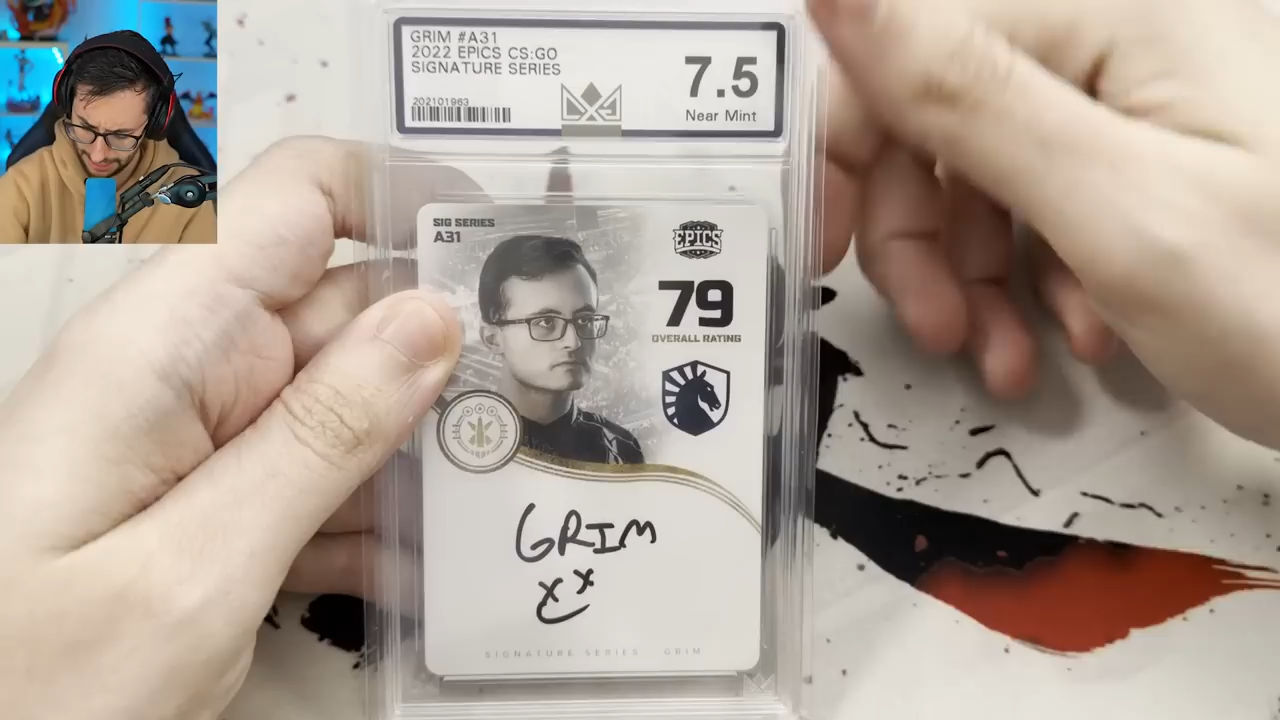 GRIM #A31
2022 EPICS CS:GO
SIGNATURE SERIES
202101963
7.5
Near Mint
SIG SERIES
A31
EPICS
79
OVERALL RATING
GRIM
SIGNATURE SERIES GRIM